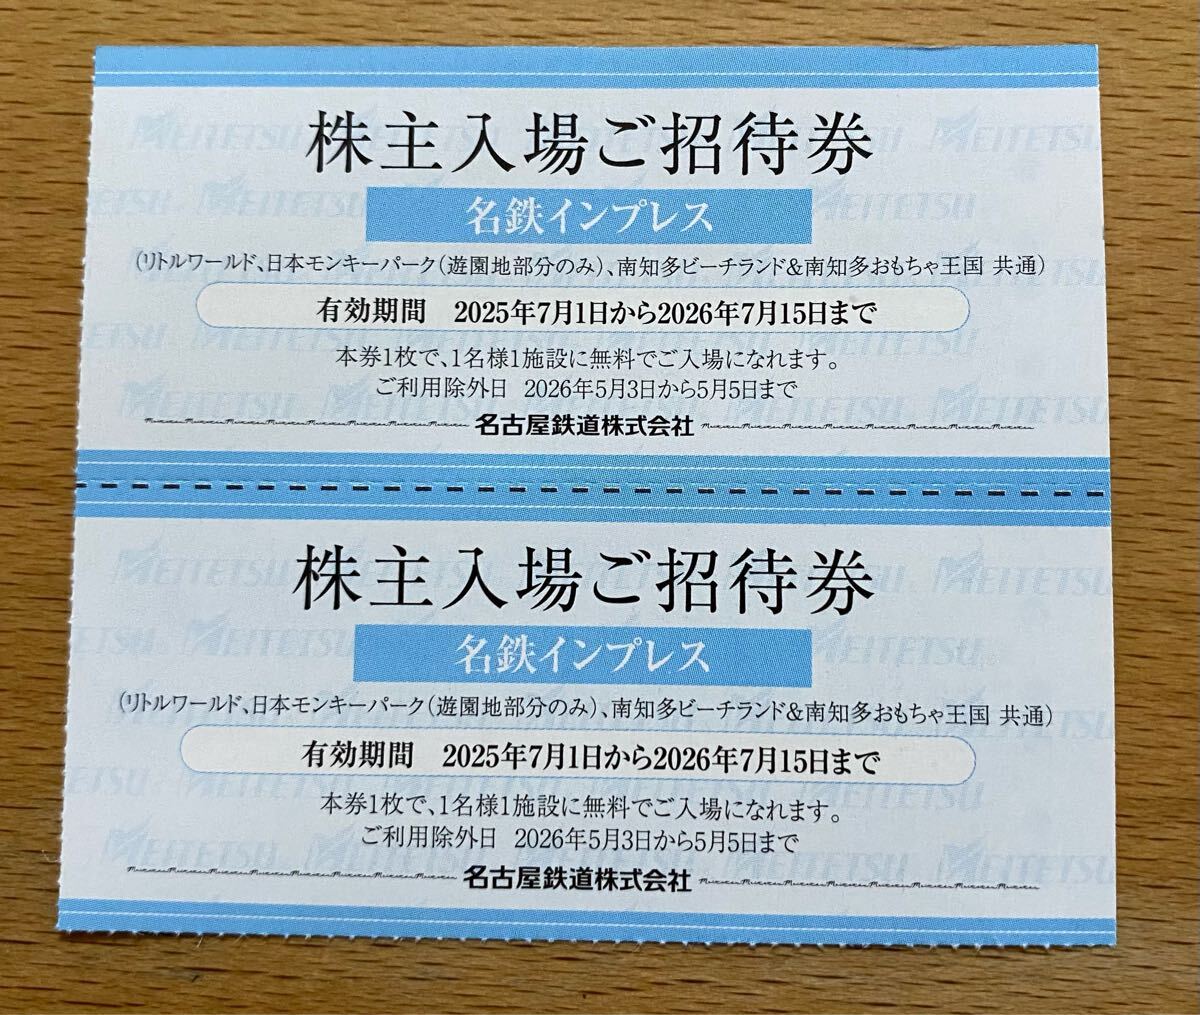 株主入場ご招待券
名鉄インプレス
(リトルワールド、日本モンキーパーク(遊園地部分のみ)、南知多ビーチランド&南知多おもちゃ王国 共通)
有効期間 2025年7月1日から2026年7月15日まで
本券1枚で、1名様1施設に無料でご入場になれます。
ご利用除外日 2026年5月3日から5月5日まで
名古屋鉄道株式会社
株主入場ご招待券
名鉄インプレス
(リトルワールド、日本モンキーパーク(遊園地部分のみ)、南知多ビーチランド&南知多おもちゃ王国 共通)
有効期間 2025年7月1日から2026年7月15日まで
本券1枚で、1名様1施設に無料でご入場になれます。
ご利用除外日 2026年5月3日から5月5日まで
名古屋鉄道株式会社
MEITETSU